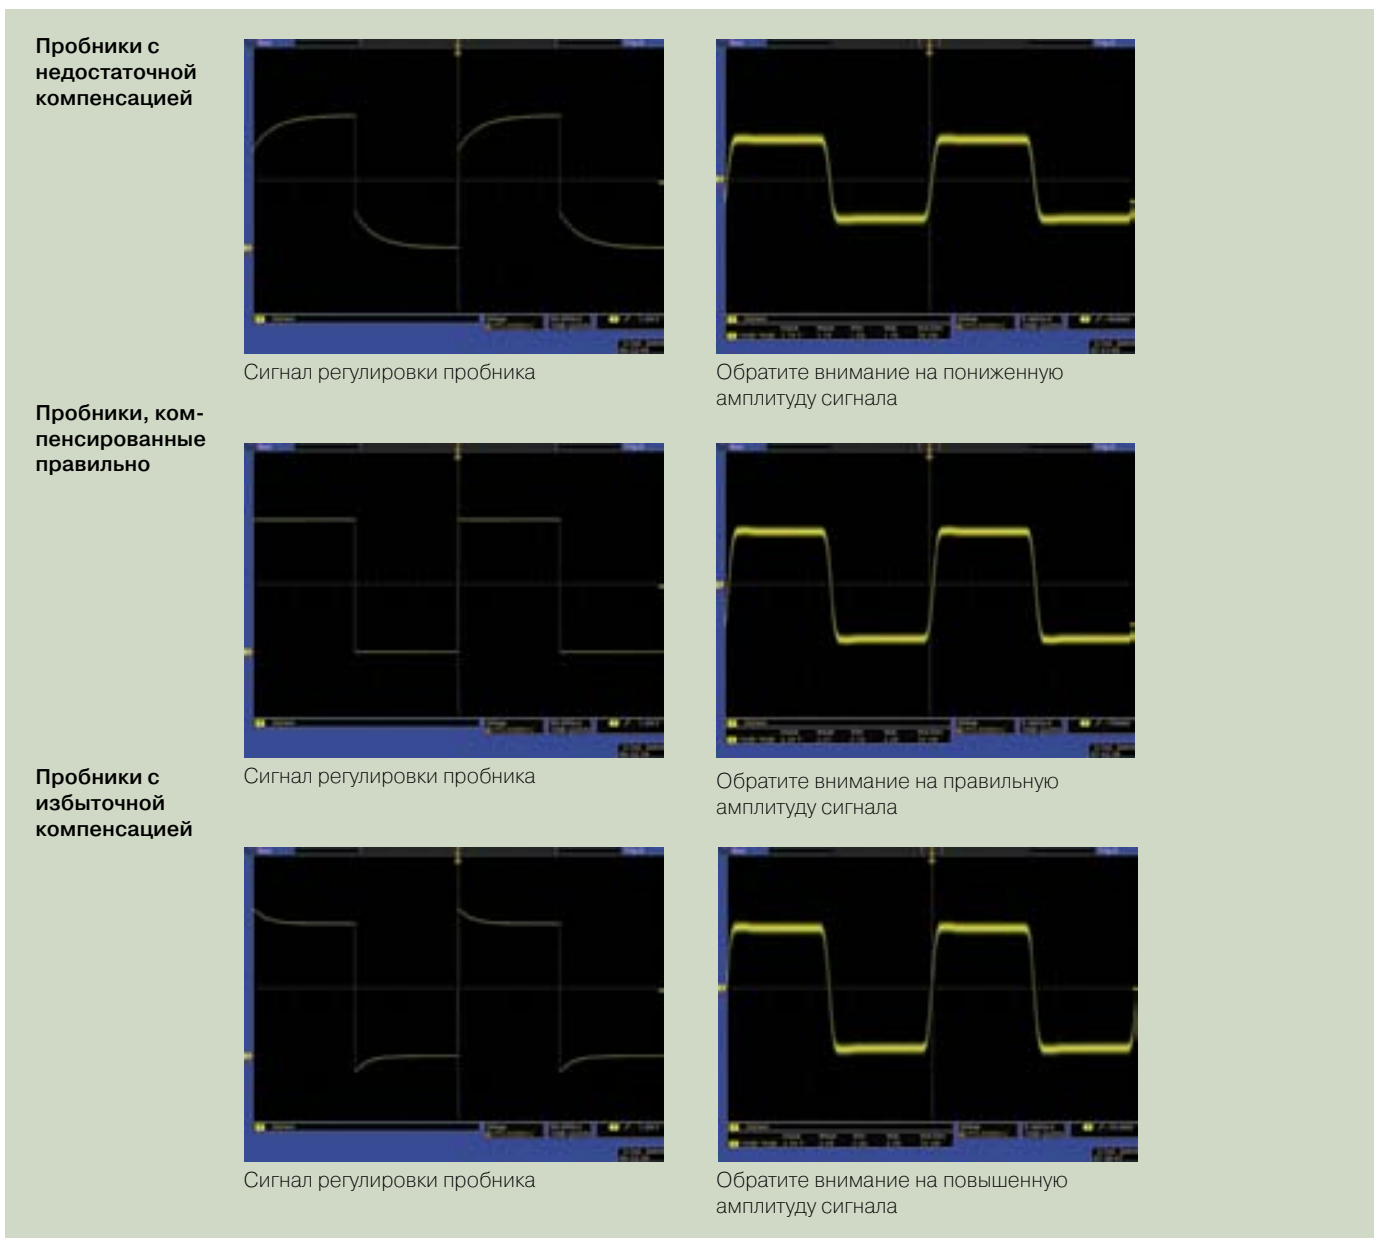 Пробники с
недостаточной
компенсацией
Сигнал регулировки пробника
Обратите внимание на пониженную
амплитуду сигнала
Пробники, ком-
пенсированные
правильно
Сигнал регулировки пробника
Обратите внимание на правильную
амплитуду сигнала
Пробники с
избыточной
компенсацией
Сигнал регулировки пробника
Обратите внимание на повышенную
амплитуду сигнала